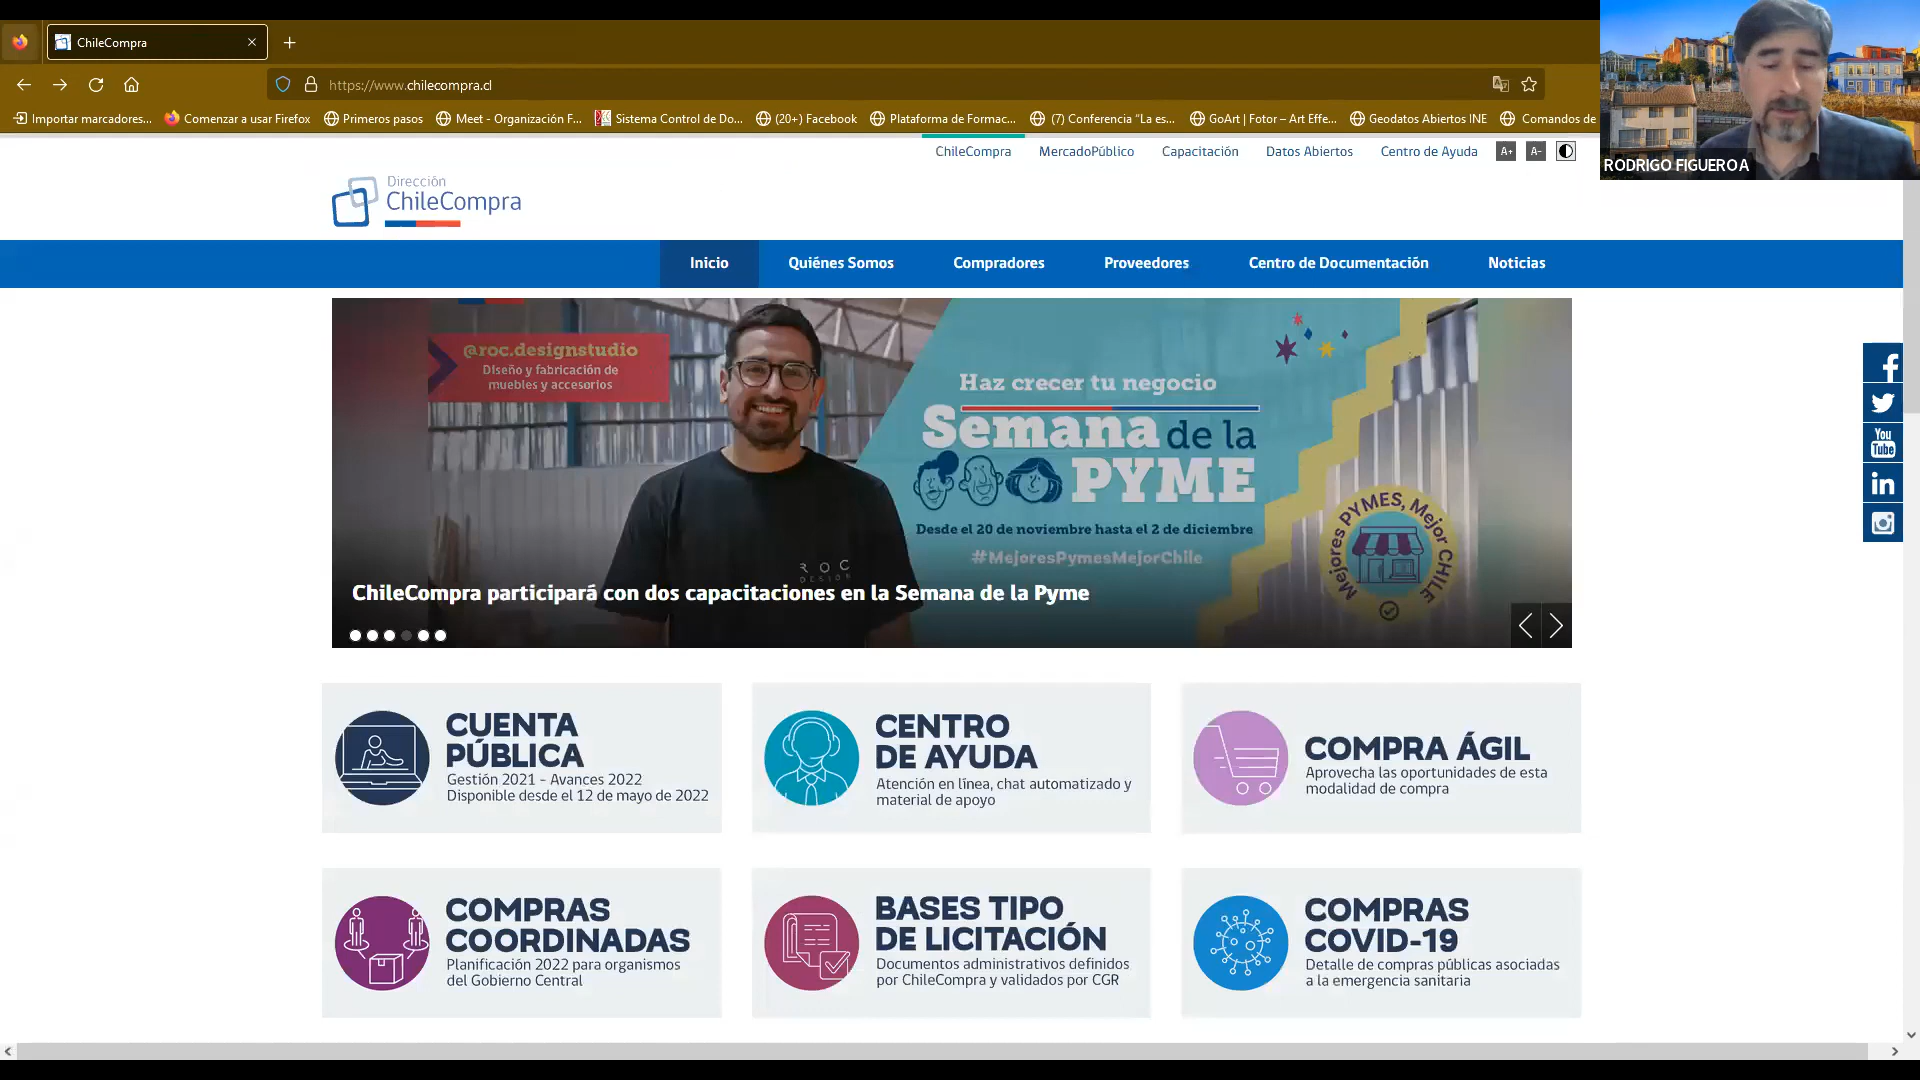 ChileCompra
https://www.chilecompra.cl
Importar marcadores...
Comenzar a usar Firefox
Primeros pasos
Meet - Organización F...
Sistema Control de Do...
(20+) Facebook
Plataforma de Formac...
(7) Conferencia “La es...
GoArt | Fotor – Art Effe...
Geodatos Abiertos INE
Comandos de
RODRIGO FIGUEROA
ChileCompra
MercadoPúblico
Capacitación
Datos Abiertos
Centro de Ayuda
A+
A-
Dirección
ChileCompra
Inicio
Quiénes Somos
Compradores
Proveedores
Centro de Documentación
Noticias
@roc.designstudio
Diseño y fabricación de
muebles y accesorios
Haz crecer tu negocio
Semana de la
PYME
Desde el 20 de noviembre hasta el 2 de diciembre
#MejoresPymesMejorChile
Mejores PYMES, Mejor CHILE
ROC
DESIGN
ChileCompra participará con dos capacitaciones en la Semana de la Pyme
You
Tube
in
CUENTA
PÚBLICA
Gestión 2021 - Avances 2022
Disponible desde el 12 de mayo de 2022
CENTRO
DE AYUDA
Atención en línea, chat automatizado y
material de apoyo
COMPRA ÁGIL
Aprovecha las oportunidades de esta
modalidad de compra
COMPRAS
COORDINADAS
Planificación 2022 para organismos
del Gobierno Central
BASES TIPO
DE LICITACIÓN
Documentos administrativos definidos
por ChileCompra y validados por CGR
COMPRAS
COVID-19
Detalle de compras públicas asociadas
a la emergencia sanitaria